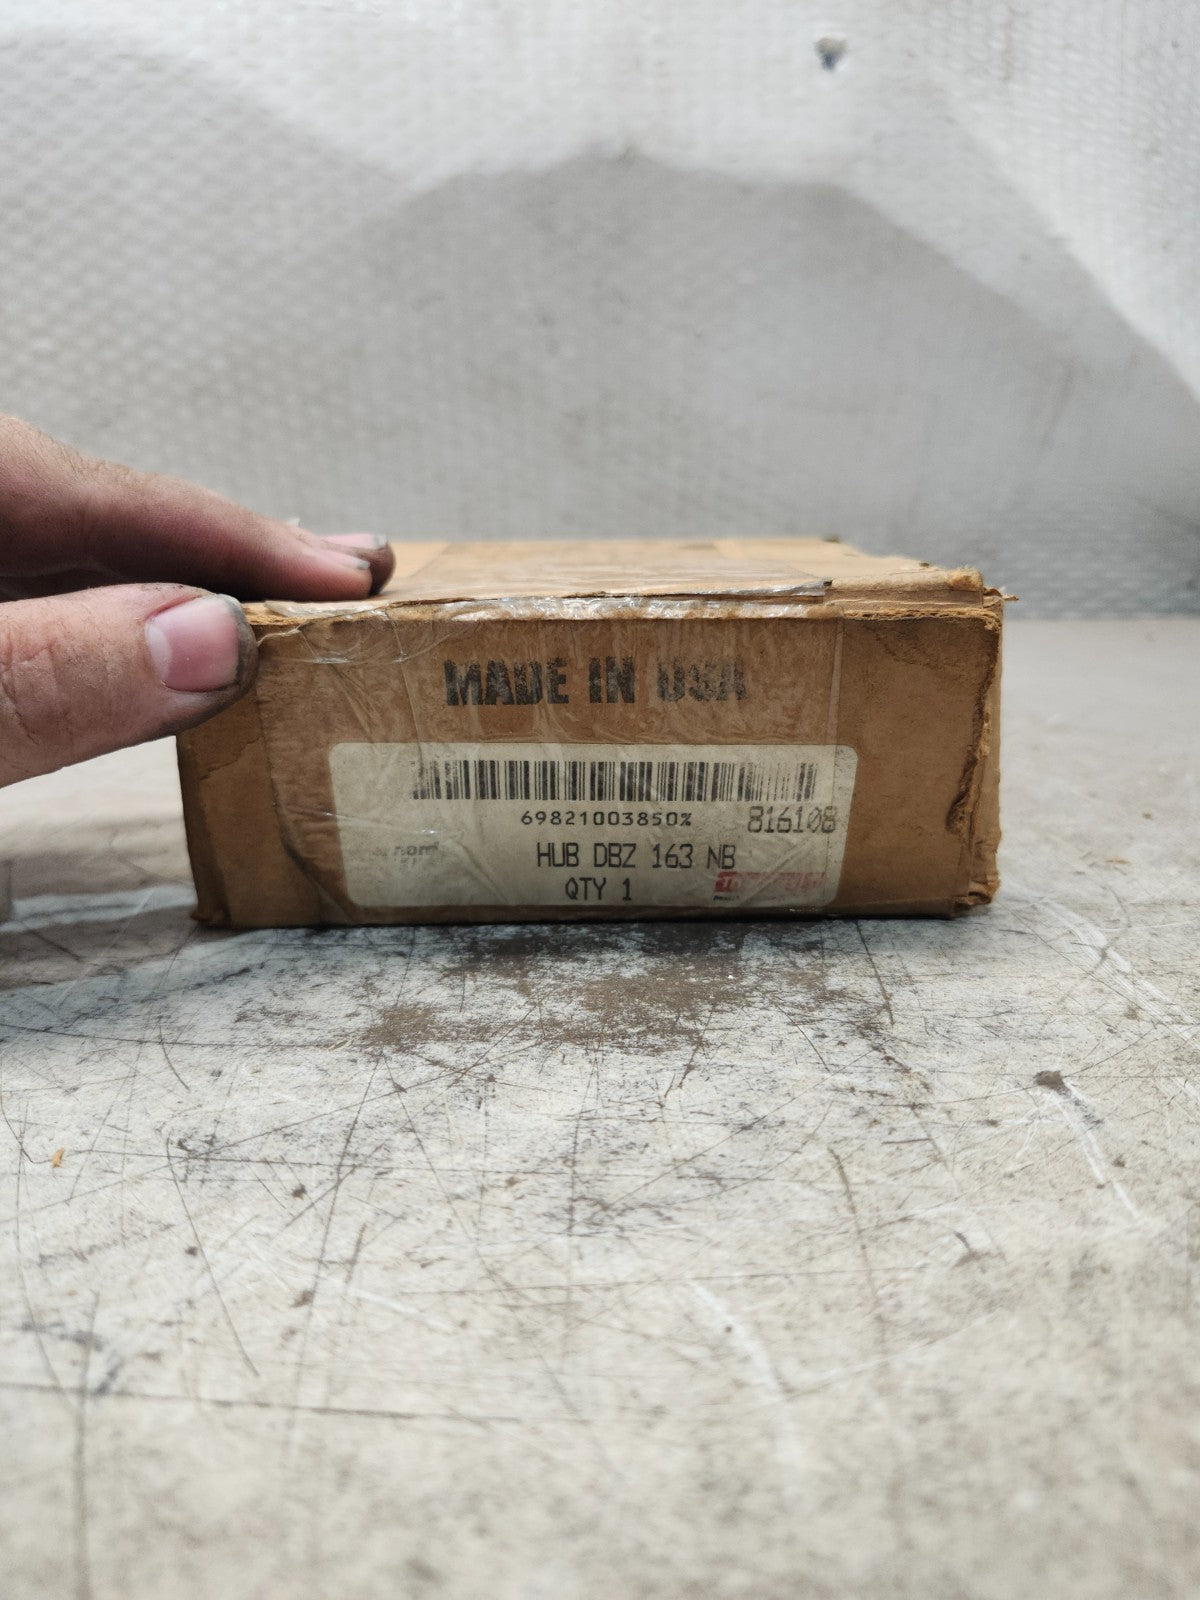 MADE IN USA
69821003850%
816108
HUB DBZ 163 NB
QTY 1